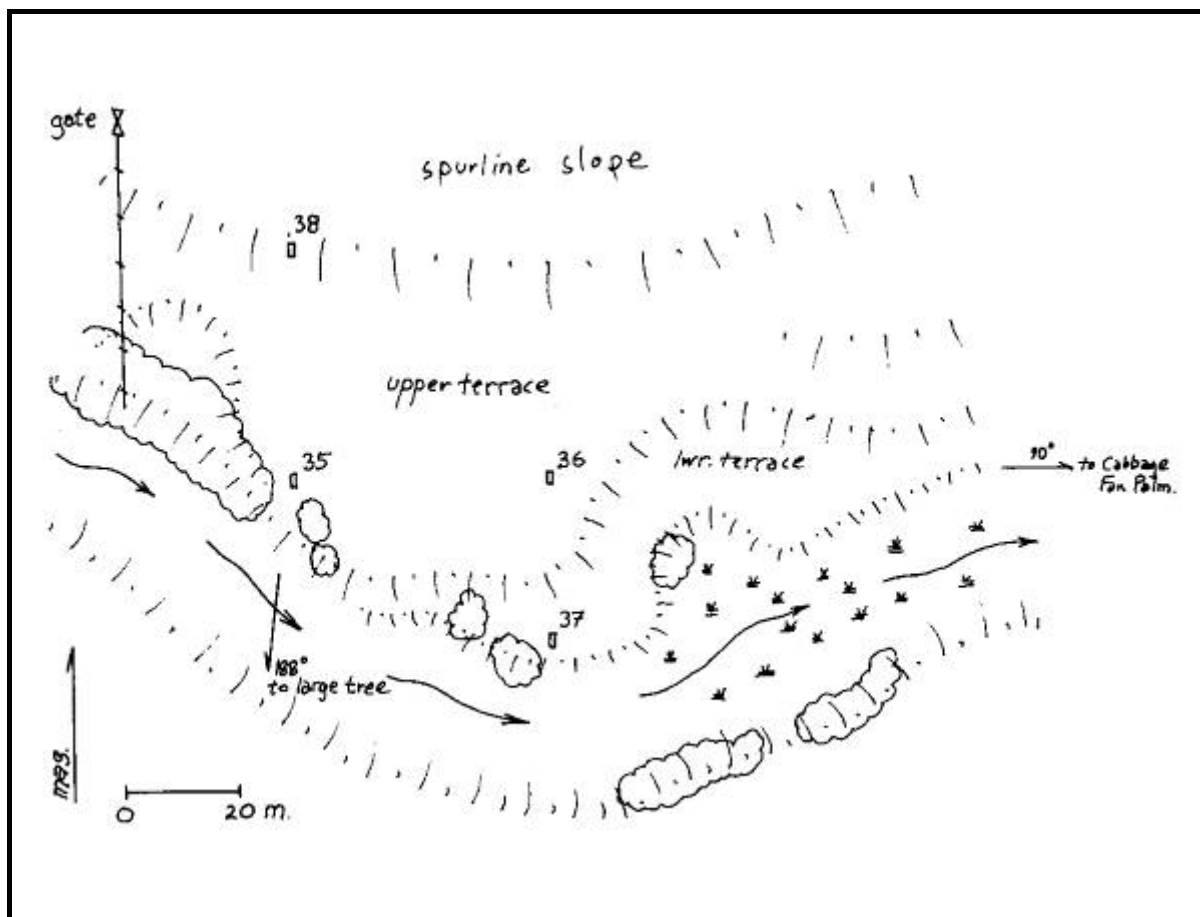 gate
spurline slope
38
upper terrace
35
36
lwr. terrace
90°
to Cabbage
Fan Palm.
37
188°
to large tree
mag.
0 20 m.